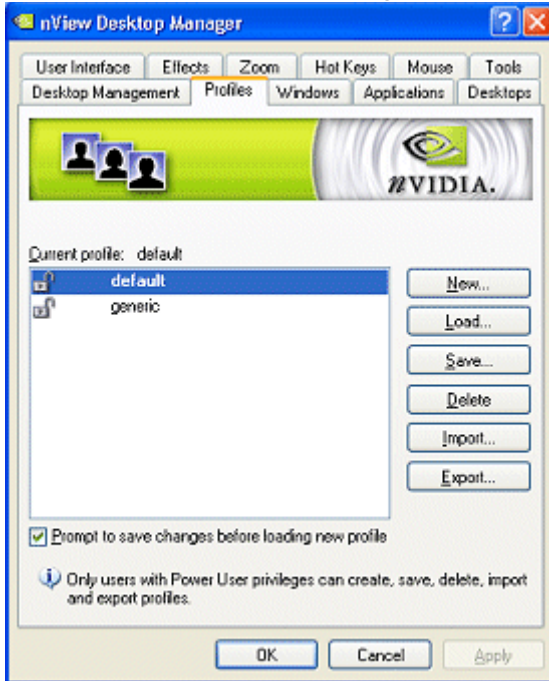 nView Desktop Manager
User Interface Effects Zoom Hot Keys Mouse Tools
Desktop Management Profiles Windows Applications Desktops
nVIDIA.
Current profile: default
default
generic
New...
Load...
Save...
Delete
Import...
Export...
Prompt to save changes before loading new profile
Only users with Power User privileges can create, save, delete, import
and export profiles.
OK Cancel Apply